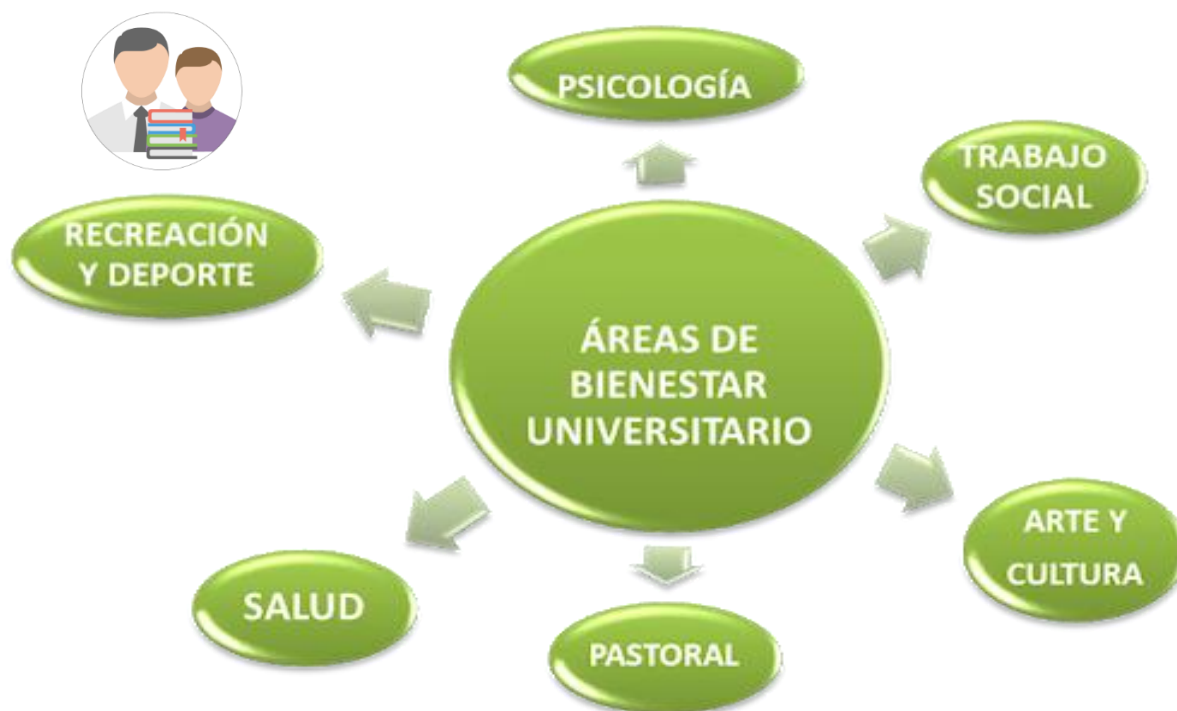 PSICOLOGÍA
TRABAJO
SOCIAL
RECREACIÓN
Y DEPORTE
ÁREAS DE
BIENESTAR
UNIVERSITARIO
ARTE Y
CULTURA
SALUD
PASTORAL